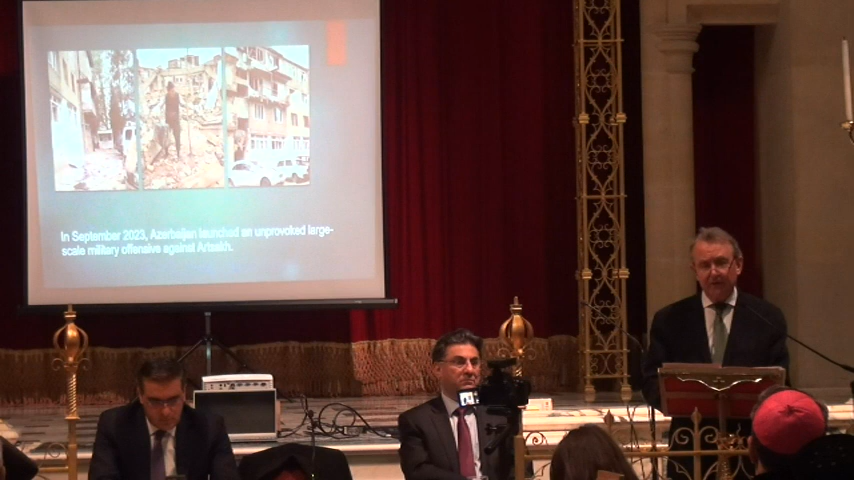 In September 2023, Azerbaijan launched an unprovoked large-
scale military offensive against Artsakh.